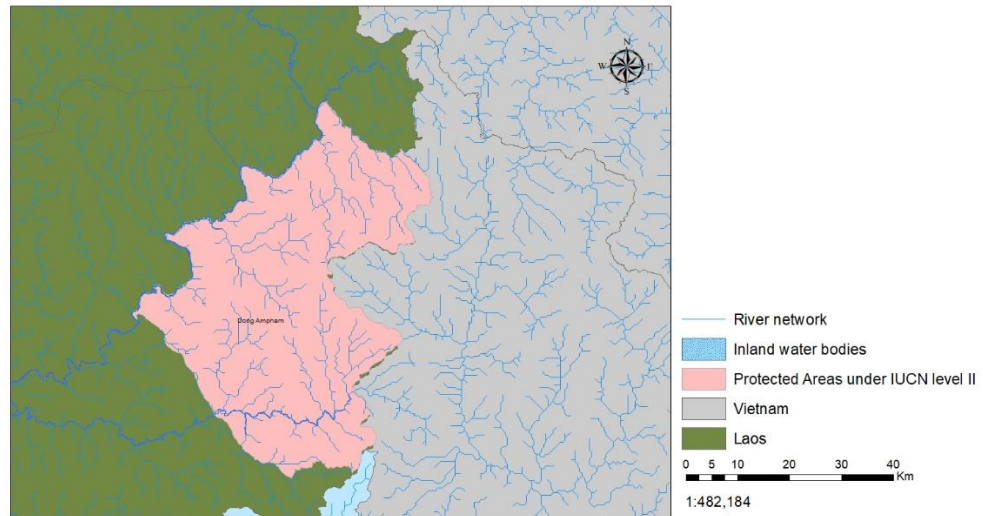 N
W E
S
Dong Ampham
River network
Inland water bodies
Protected Areas under IUCN level II
Vietnam
Laos
0 5 10 20 30 40
Km
1:482,184